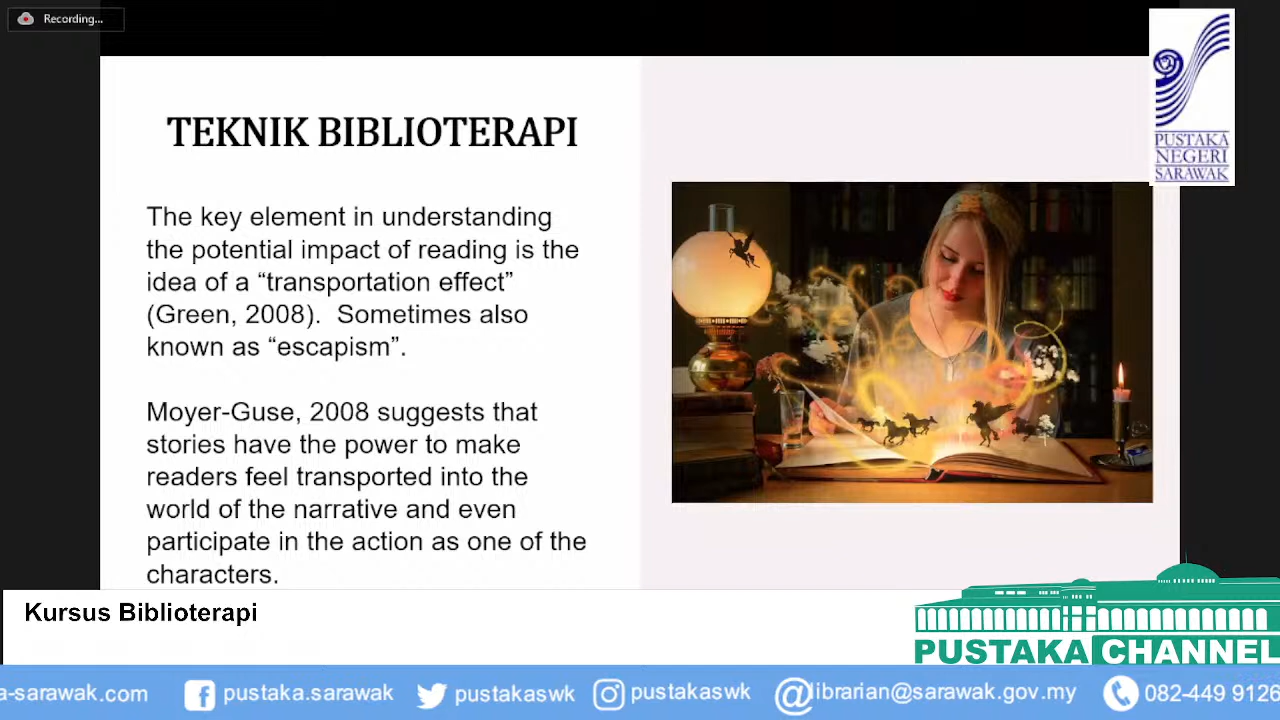 Recording...
PUSTAKA
NEGERI
SARAWAK
TEKNIK BIBLIOTERAPI
The key element in understanding
the potential impact of reading is the
idea of a “transportation effect”
(Green, 2008).  Sometimes also
known as “escapism”.
Moyer-Guse, 2008 suggests that
stories have the power to make
readers feel transported into the
world of the narrative and even
participate in the action as one of the
characters.
Kursus Biblioterapi
PUSTAKA CHANNEL
a-sarawak.com pustaka.sarawak pustakaswk pustakaswk librarian@sarawak.gov.my 082-449 9126